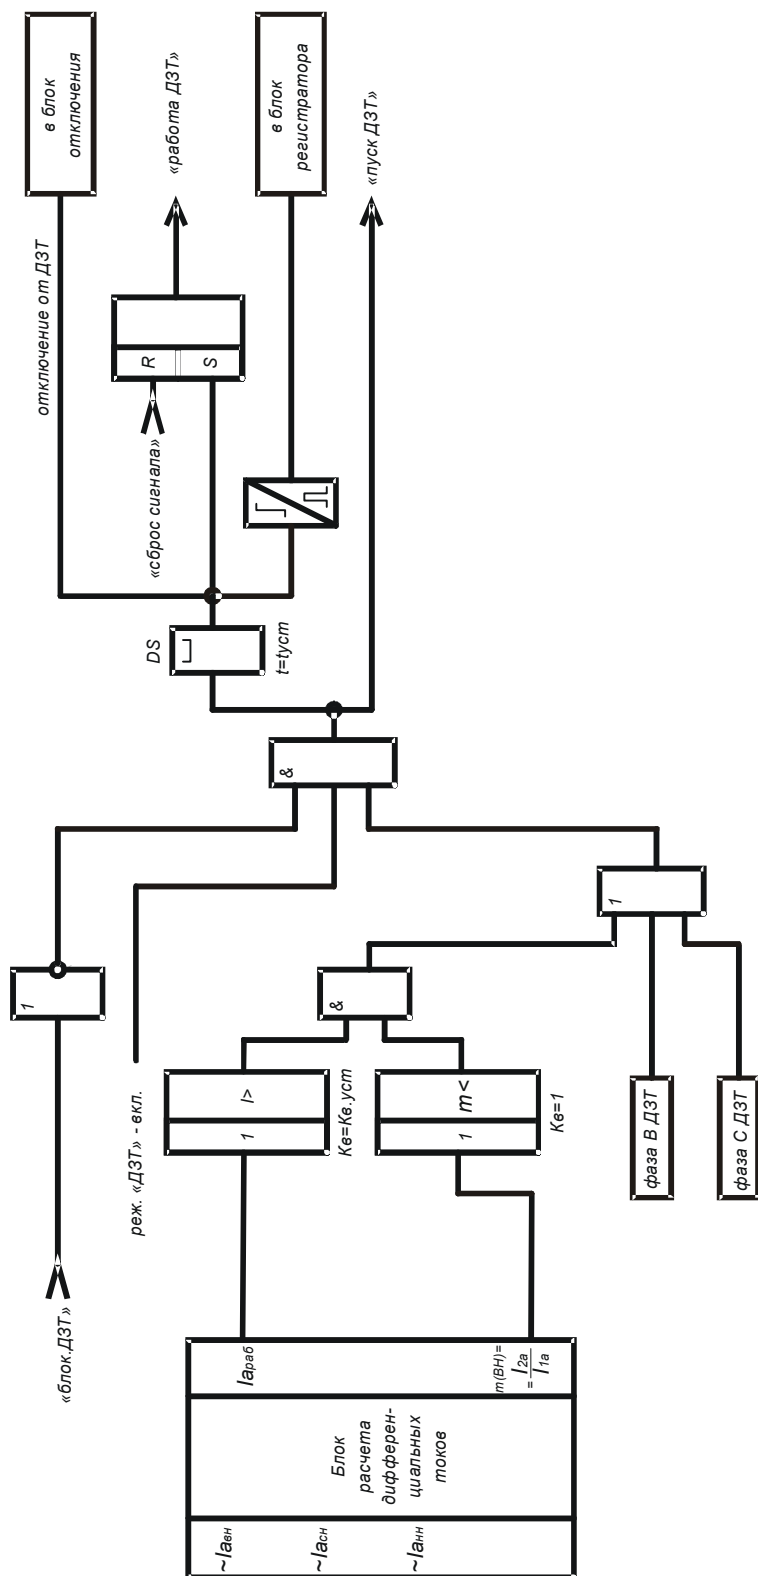 в блок
отключения
«работа ДЗТ»
в блок
регистратора
«пуск ДЗТ»
отключение от ДЗТ
R
S
«сброс сигнала»
DS
t=tуст
&
1
1
&
реж. «ДЗТ» - вкл.
I>
1
Кв=Кв.уст
m<
1
Кв=1
фаза В ДЗТ
фаза С ДЗТ
«блок.ДЗТ»
Iараб
m(ВН)=
= I2a
I1a
Блок
расчета
дифферен-
циальных
токов
~Iавн
~Iасн
~Iанн